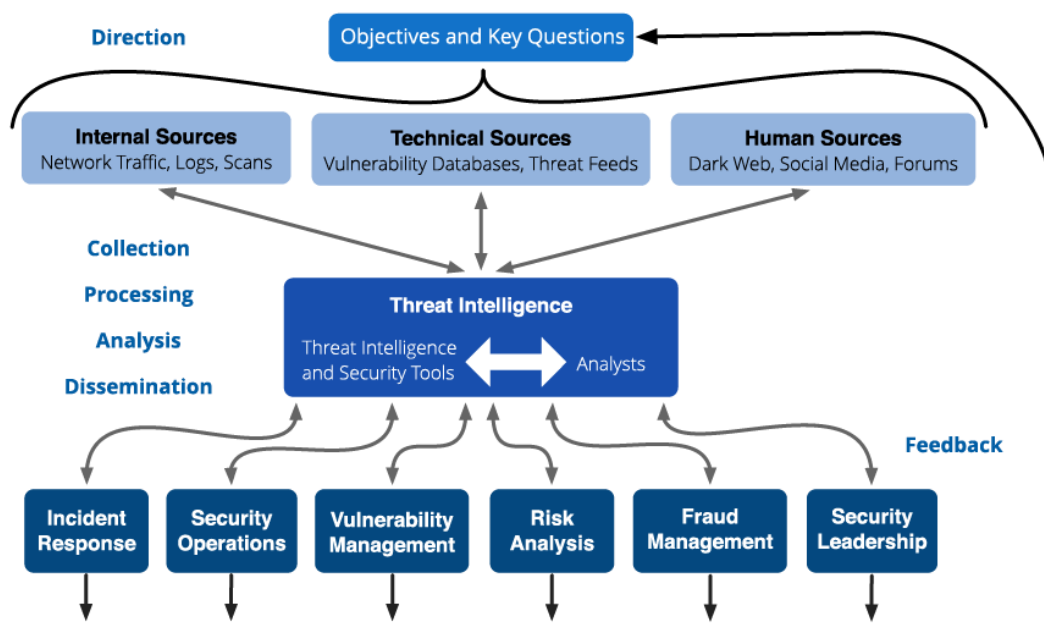 Direction
Objectives and Key Questions
Internal Sources
Network Traffic, Logs, Scans
Technical Sources
Vulnerability Databases, Threat Feeds
Human Sources
Dark Web, Social Media, Forums
Collection
Processing
Analysis
Dissemination
Threat Intelligence
Threat Intelligence
and Security Tools
Analysts
Feedback
Incident
Response
Security
Operations
Vulnerability
Management
Risk
Analysis
Fraud
Management
Security
Leadership